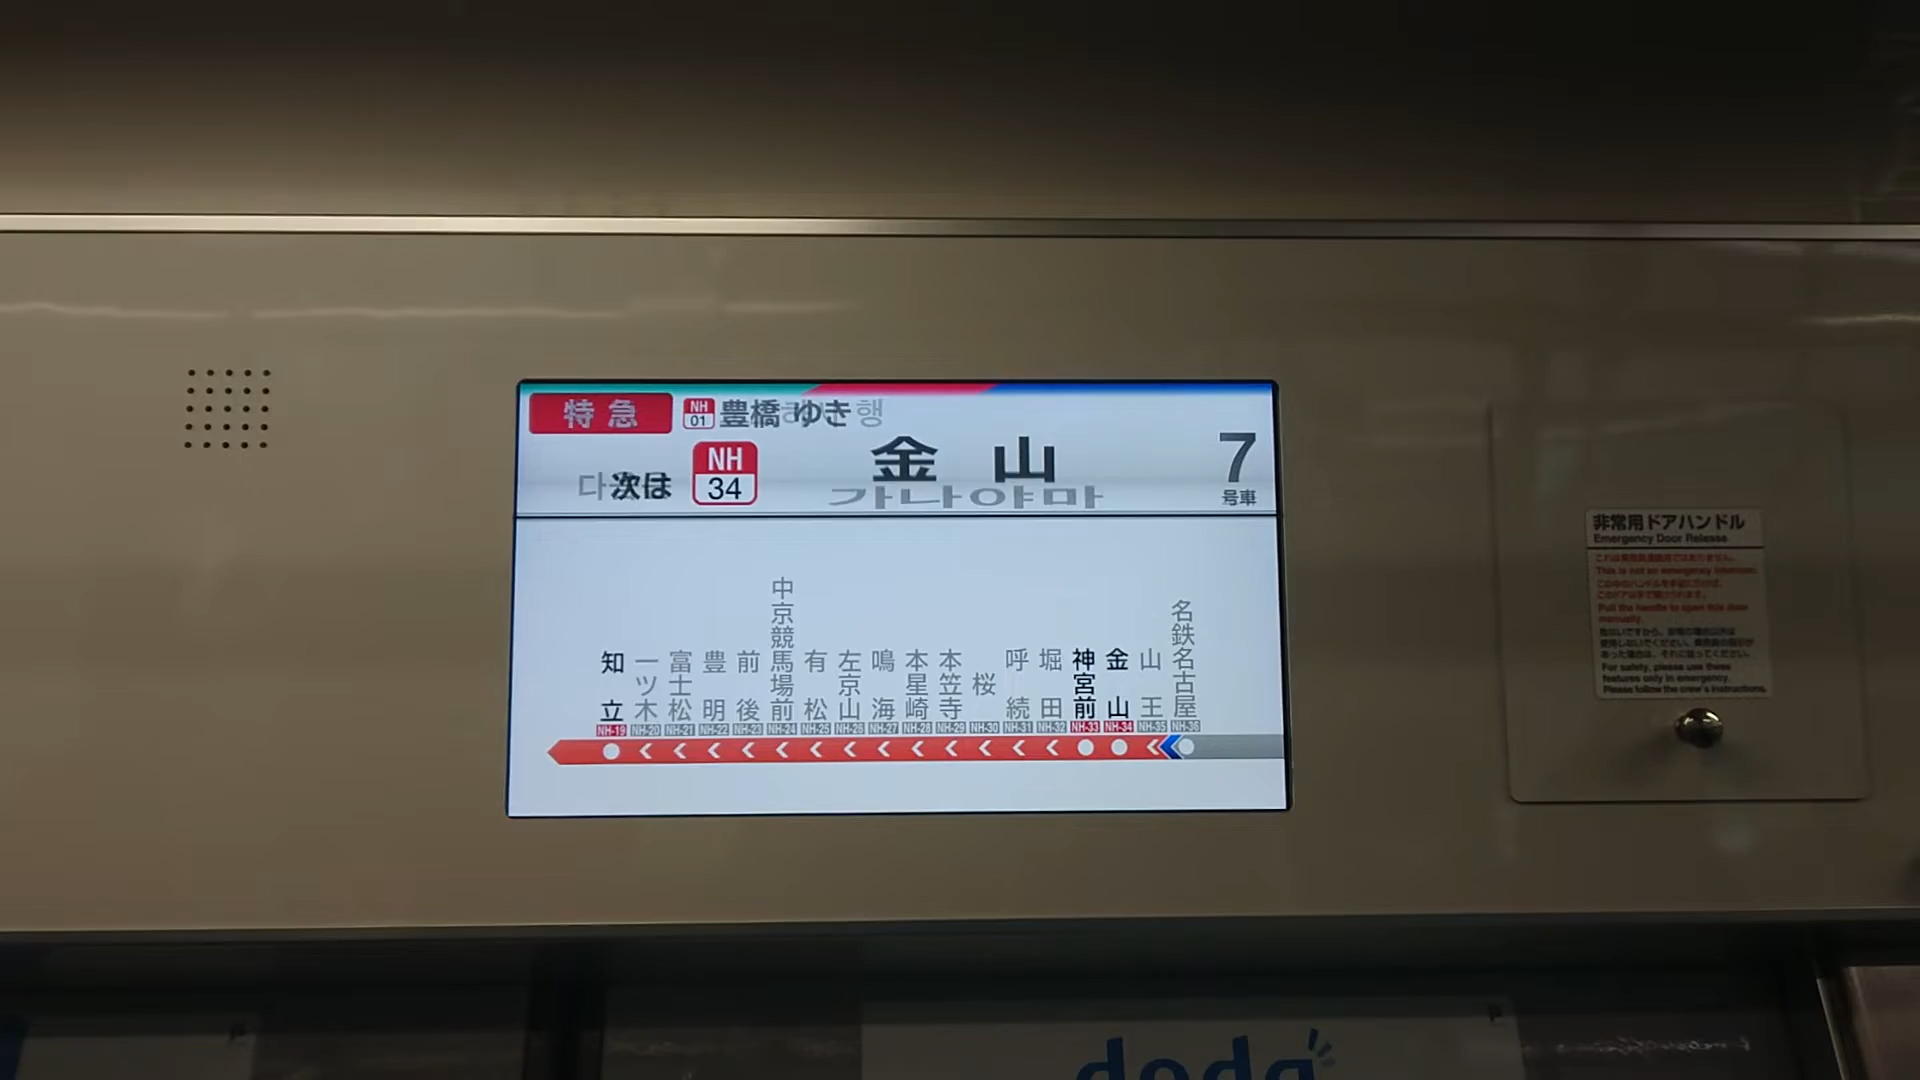 特急 NH 01 豊橋 ゆき 행
次は NH 34 金山 7 号車
가나야마
知立 一ツ木 富士松 豊明 前後 中京競馬場前 有松 左京山 鳴海 本星崎 本笠寺 桜 呼続 堀田 神宮前 金山 山王 名鉄名古屋
NH-19 NH-20 NH-21 NH-22 NH-23 NH-24 NH-25 NH-26 NH-27 NH-28 NH-29 NH-30 NH-31 NH-32 NH-33 NH-34 NH-35 NH-36
非常用ドアハンドル
Emergency Door Release
This is not an emergency intercom.
Pull the handle to open this door
manually.
For safety, please use these
features only in emergency.
Please follow the crew's instructions.
doda